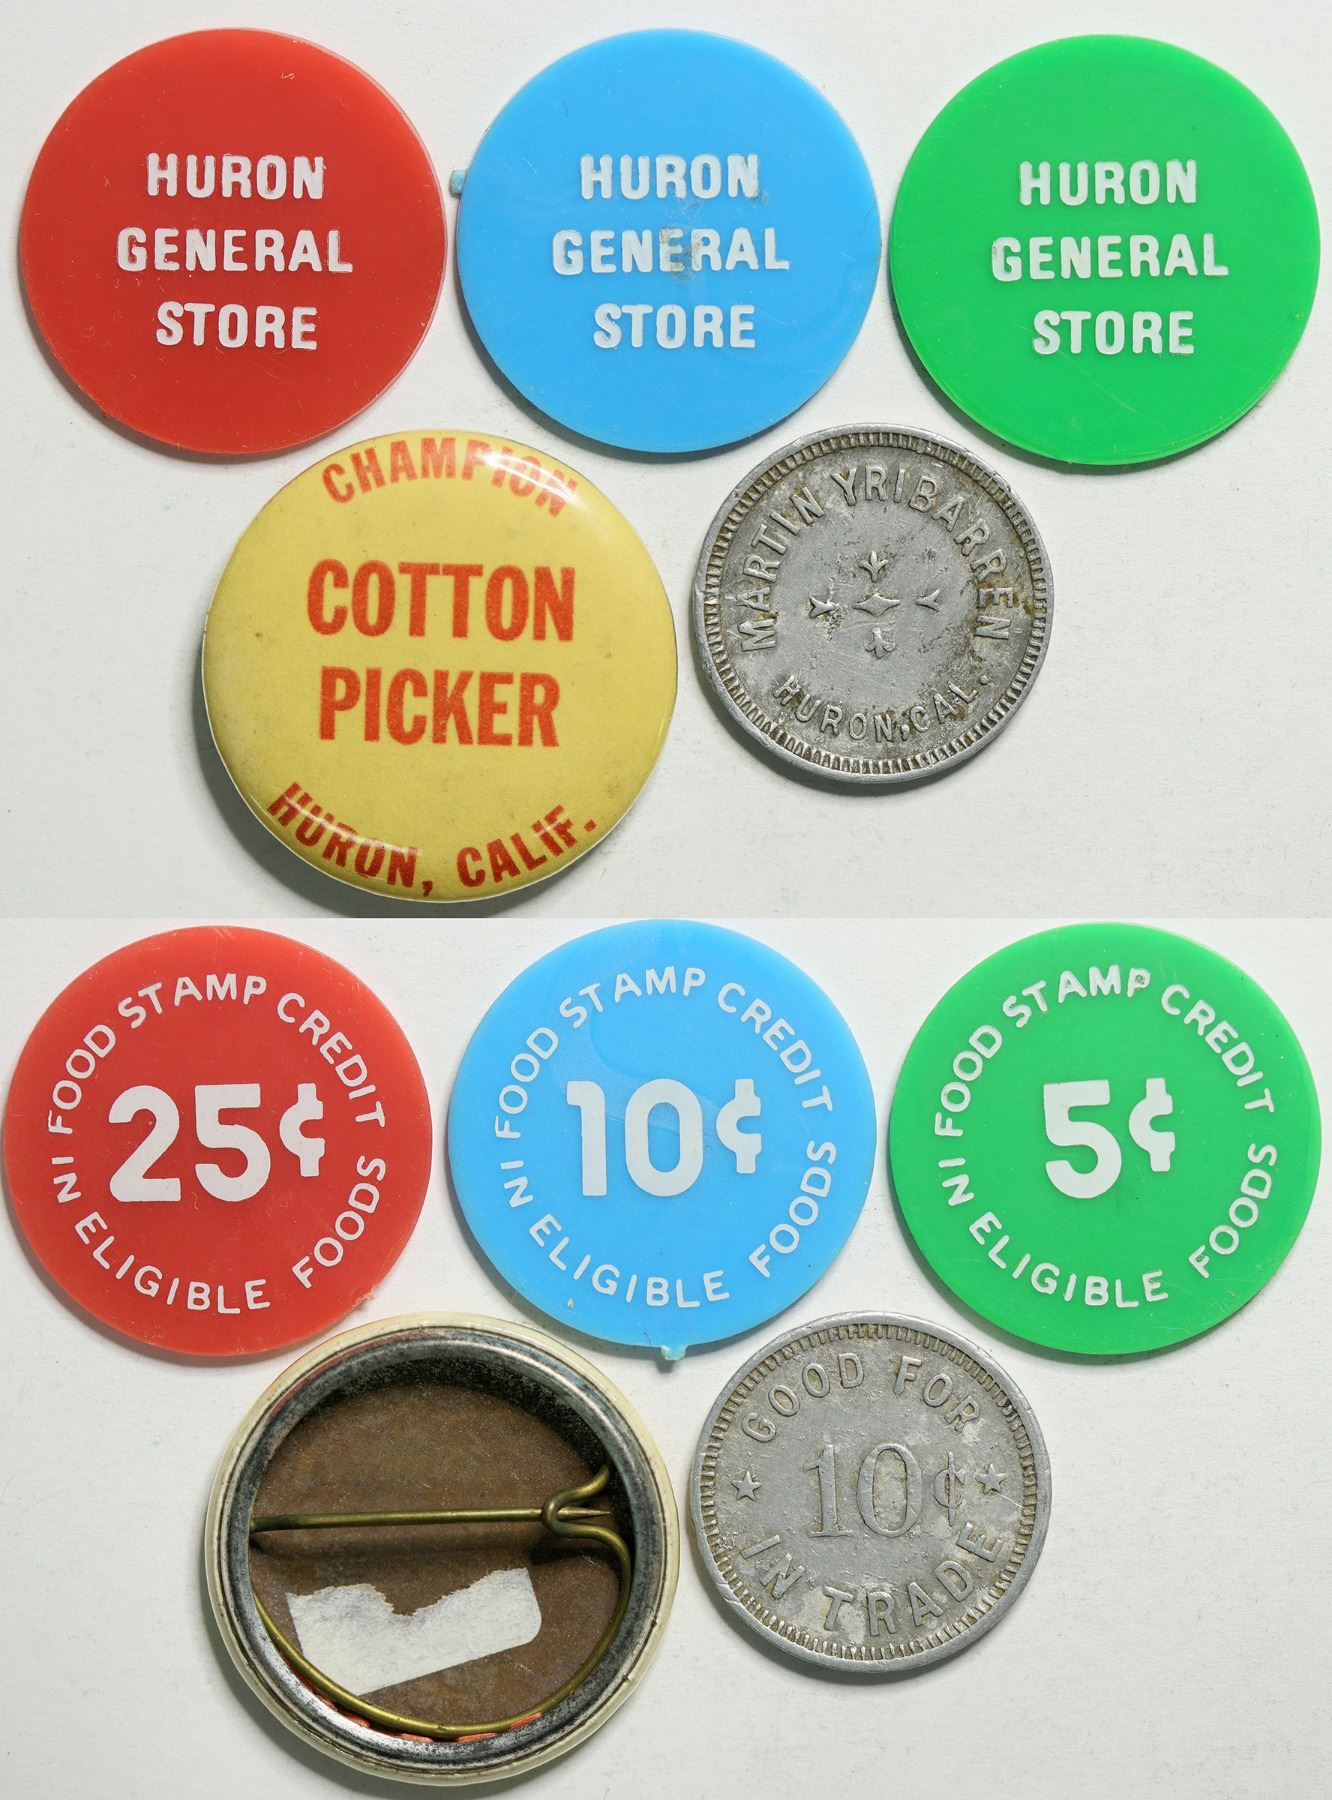 HURON
GENERAL
STORE
HURON
GENERAL
STORE
HURON
GENERAL
STORE
CHAMPION
COTTON
PICKER
HURON, CALIF.
MARTIN YRIBARREN
HURON, CAL.
FOOD STAMP CREDIT
25¢
IN ELIGIBLE FOODS
FOOD STAMP CREDIT
10¢
IN ELIGIBLE FOODS
FOOD STAMP CREDIT
5¢
IN ELIGIBLE FOODS
GOOD FOR
10¢
IN TRADE